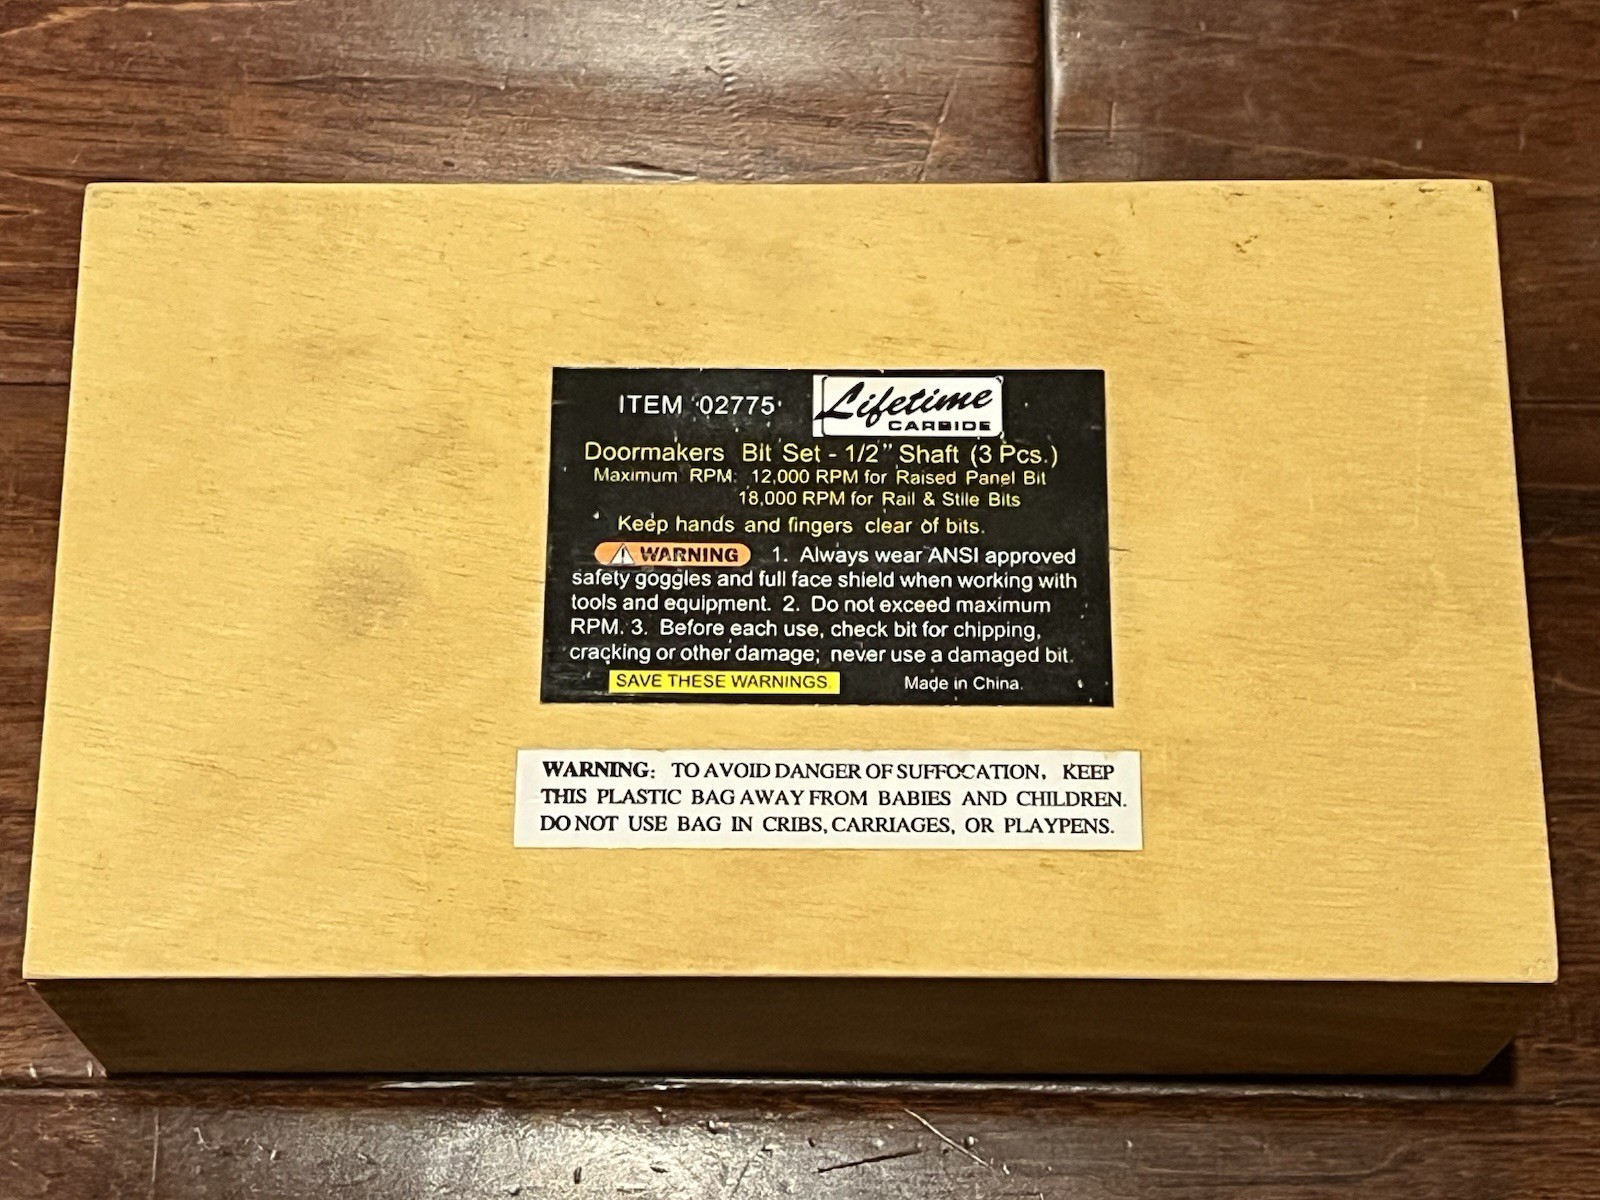 ITEM 02775
Lifetime
CARBIDE
Doormakers Bit Set - 1/2" Shaft (3 Pcs.)
Maximum RPM: 12,000 RPM for Raised Panel Bit
18,000 RPM for Rail & Stile Bits
Keep hands and fingers clear of bits.
WARNING 1. Always wear ANSI approved
safety goggles and full face shield when working with
tools and equipment. 2. Do not exceed maximum
RPM. 3. Before each use, check bit for chipping,
cracking or other damage; never use a damaged bit.
SAVE THESE WARNINGS. Made in China.
WARNING: TO AVOID DANGER OF SUFFOCATION, KEEP
THIS PLASTIC BAG AWAY FROM BABIES AND CHILDREN.
DO NOT USE BAG IN CRIBS, CARRIAGES, OR PLAYPENS.